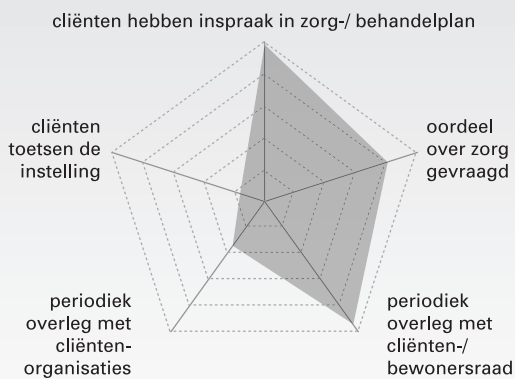 cliënten hebben inspraak in zorg-/ behandelplan
cliënten
toetsen de
instelling
oordeel
over zorg
gevraagd
periodiek
overleg met
cliënten-
organisaties
periodiek
overleg met
cliënten-/
bewonersraad